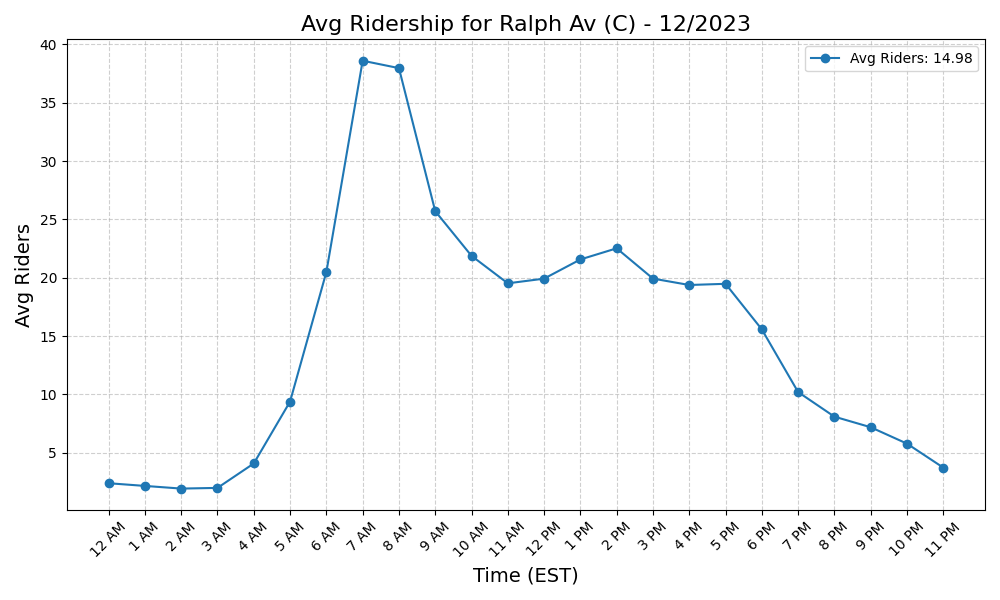 Avg Ridership for Ralph Av (C) - 12/2023
Avg Riders: 14.98
Avg Riders
40
35
30
25
20
15
10
5
12 AM
1 AM
2 AM
3 AM
4 AM
5 AM
6 AM
7 AM
8 AM
9 AM
10 AM
11 AM
12 PM
1 PM
2 PM
3 PM
4 PM
5 PM
6 PM
7 PM
8 PM
9 PM
10 PM
11 PM
Time (EST)